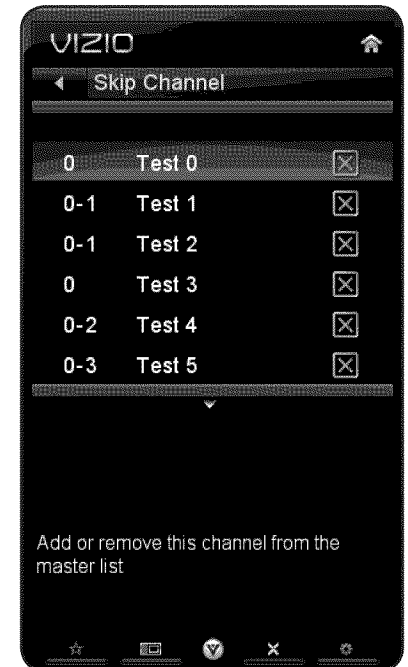 VIZIO
Skip Channel
0 Test 0
0-1 Test 1
0-1 Test 2
0 Test 3
0-2 Test 4
0-3 Test 5
Add or remove this channel from the
master list